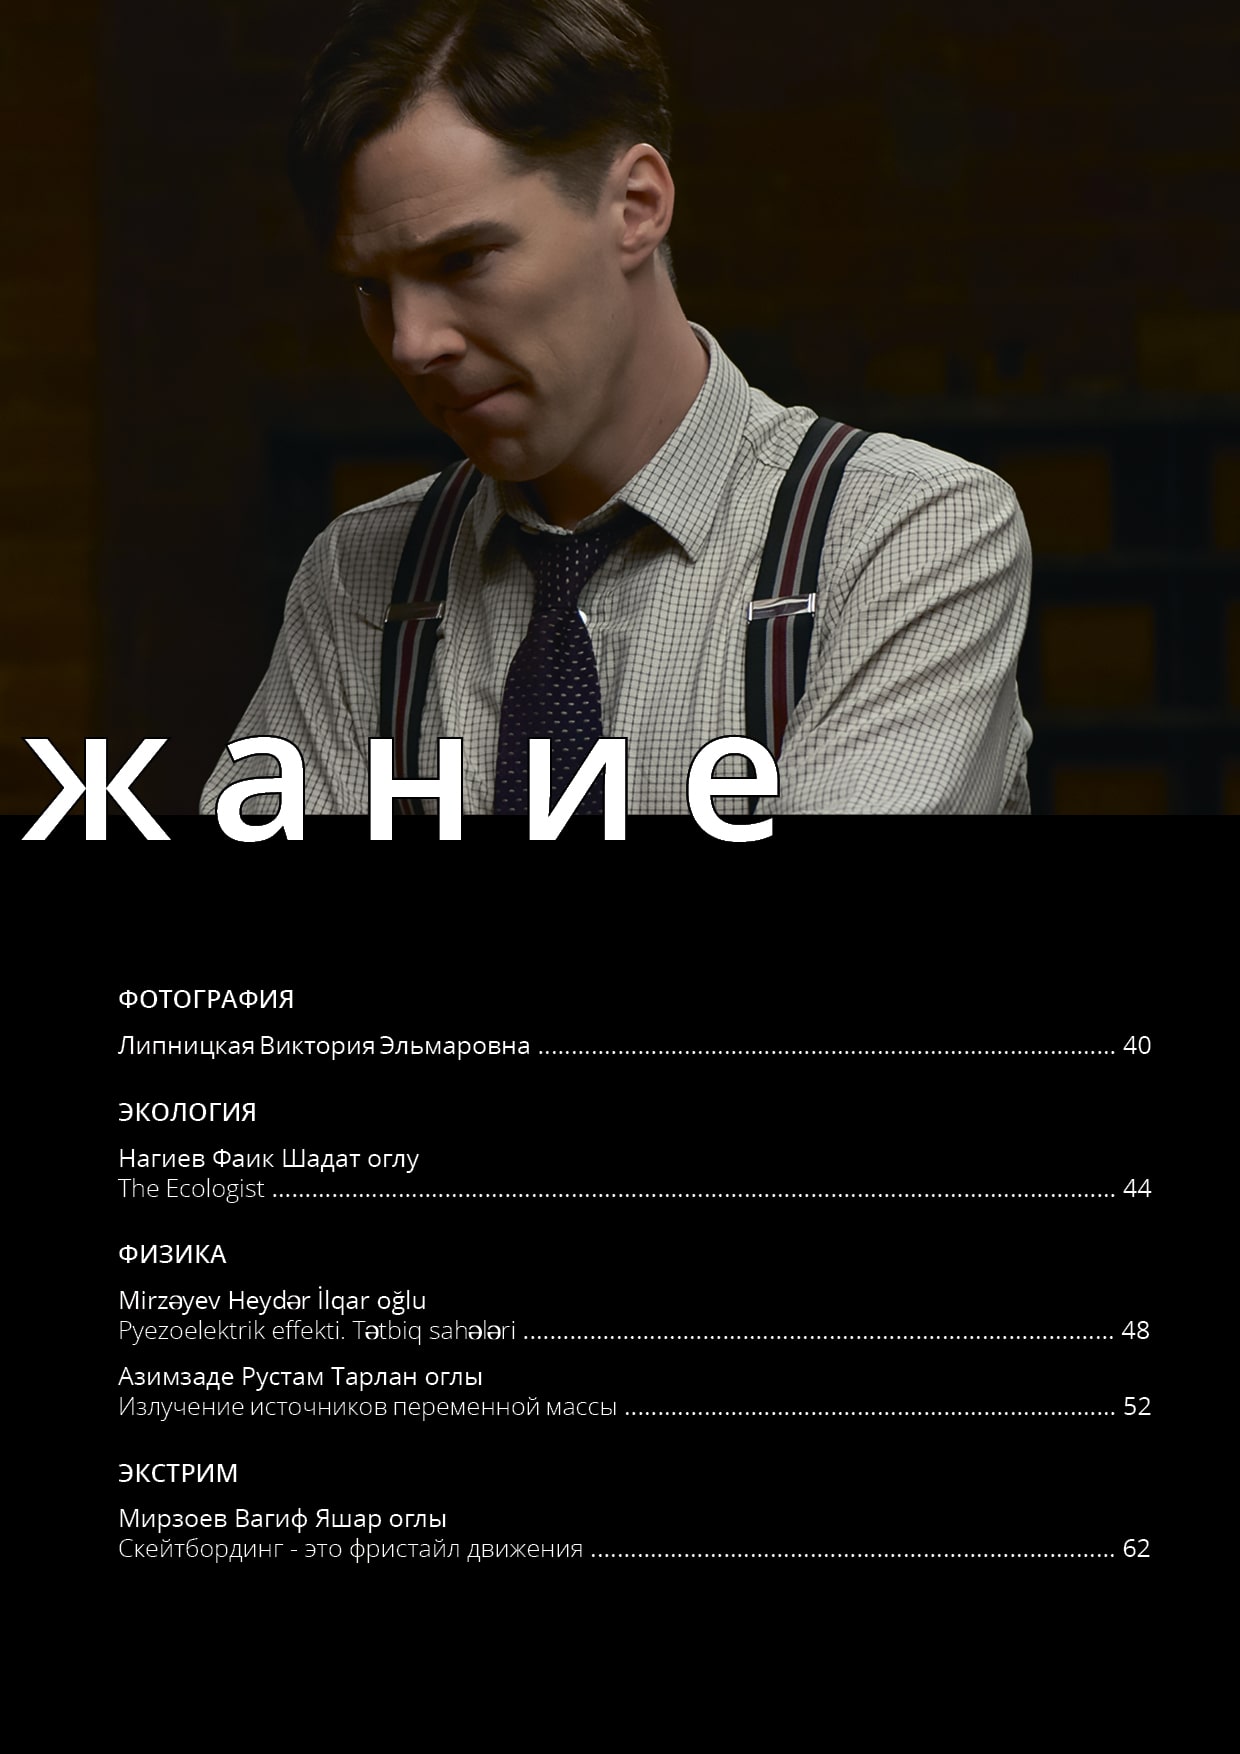 жание
ФОТОГРАФИЯ
Липницкая Виктория Эльмаровна ........................................................................................ 40
ЭКОЛОГИЯ
Нагиев Фаик Шадат оглу
The Ecologist ................................................................................................................................ 44
ФИЗИКА
Mirzəyev Heydər İlqar oğlu
Pyezoelektrik effekti. Tətbiq sahələri .......................................................................................... 48
Азимзаде Рустам Тарлан оглы
Излучение источников переменной массы ........................................................................... 52
ЭКСТРИМ
Мирзоев Вагиф Яшар оглы
Скейтбординг - это фристайл движения ................................................................................ 62